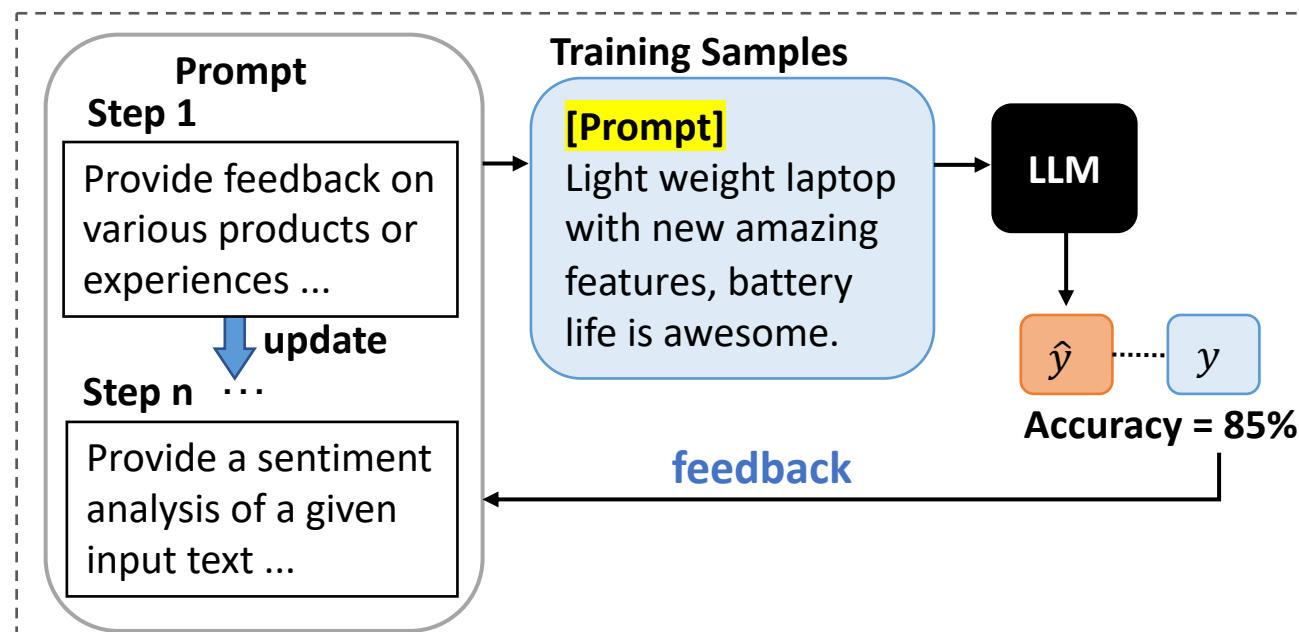 Prompt
Step 1
Provide feedback on
various products or
experiences ...
update
Step n ...
Provide a sentiment
analysis of a given
input text ...
Training Samples
[Prompt]
Light weight laptop
with new amazing
features, battery
life is awesome.
LLM
ŷ y
Accuracy = 85%
feedback